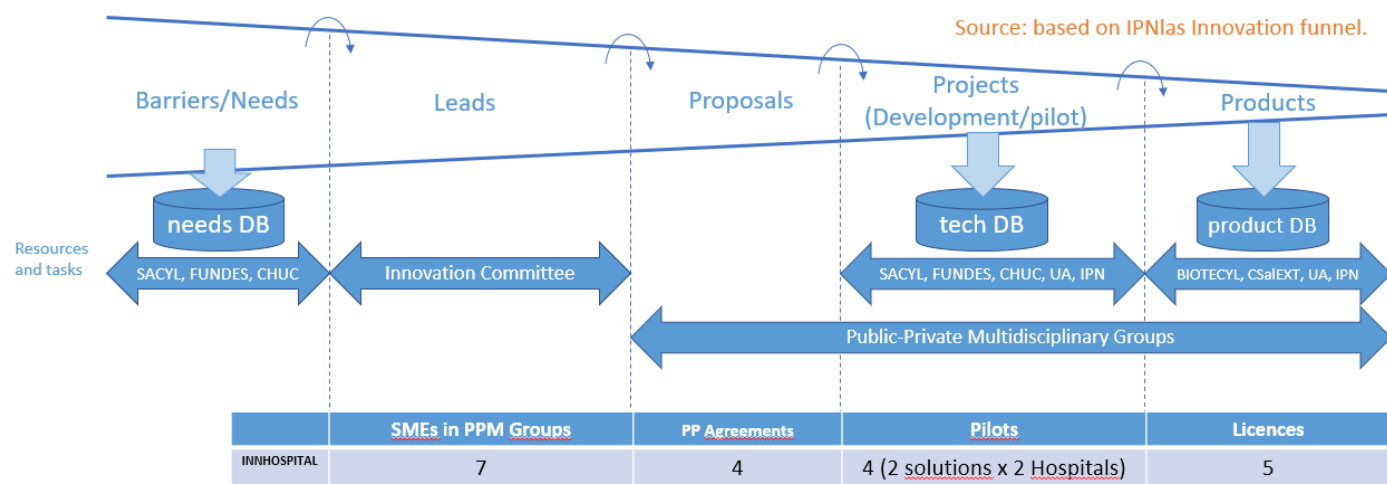 Source: based on IPNlas Innovation funnel.
Barriers/Needs
Leads
Proposals
Projects
(Development/pilot)
Products
needs DB
tech DB
product DB
Resources
and tasks
SACYL, FUNDES, CHUC
Innovation Committee
SACYL, FUNDES, CHUC, UA, IPN
BIOTECYL, CSalEXT, UA, IPN
Public-Private Multidisciplinary Groups
SMEs in PPM Groups
PP Agreements
Pilots
Licences
INNHOSPITAL
7
4
4 (2 solutions x 2 Hospitals)
5